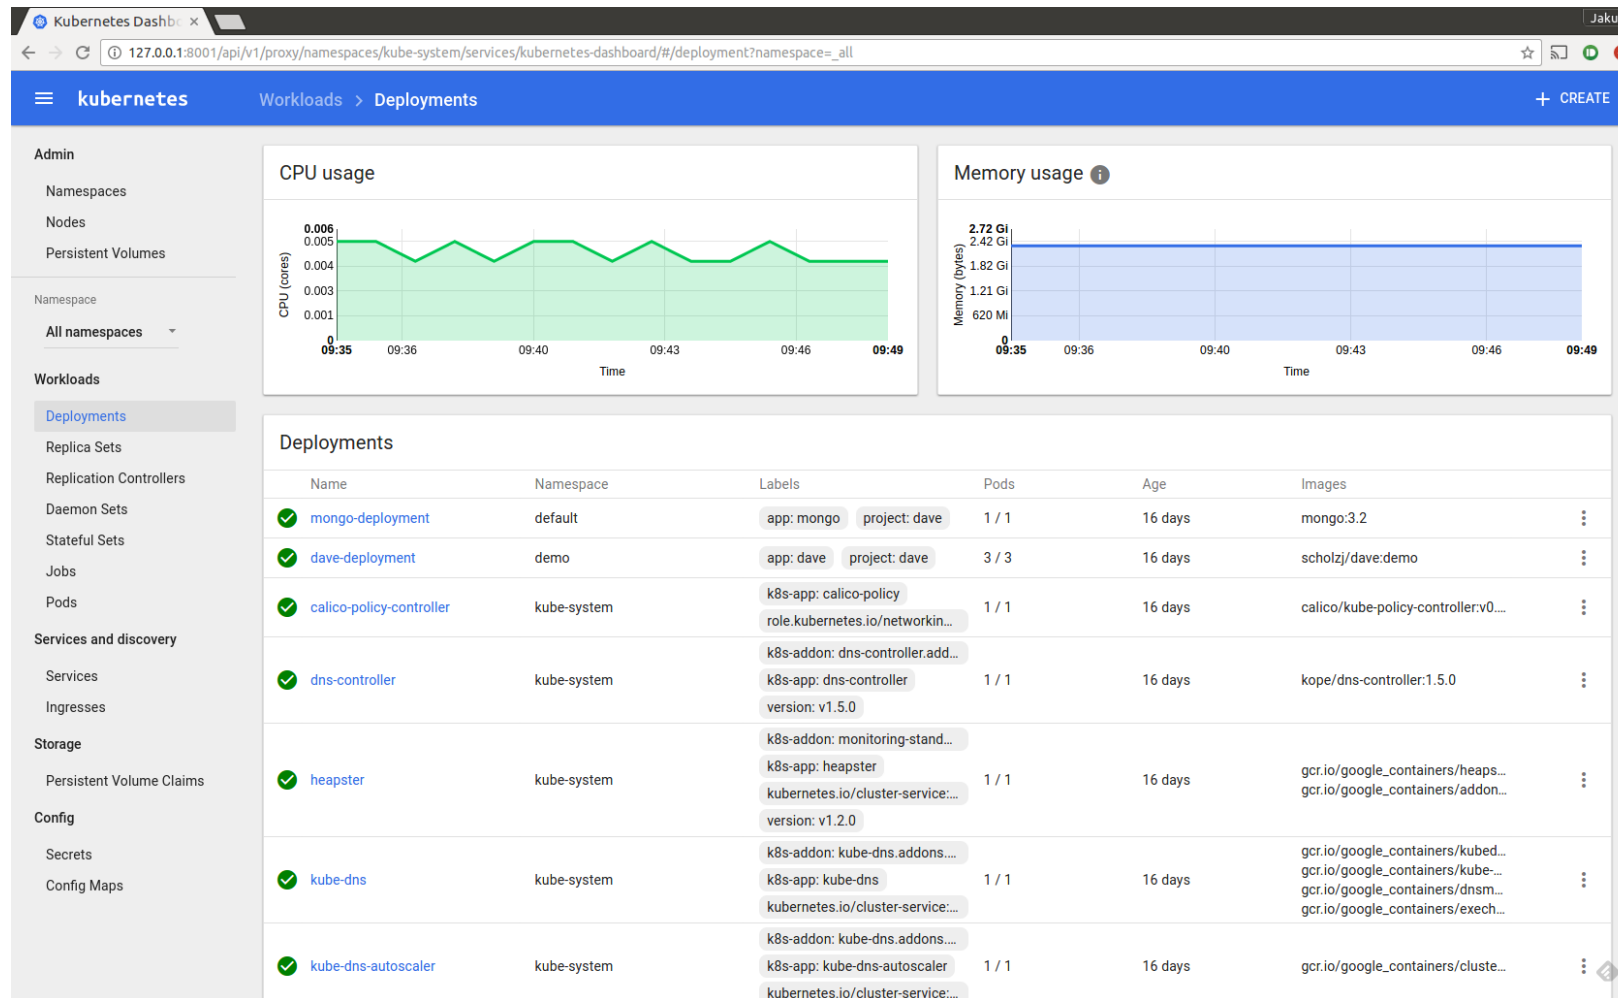 Kubernetes Dashbo ×
Jaku
127.0.0.1:8001/api/v1/proxy/namespaces/kube-system/services/kubernetes-dashboard/#/deployment?namespace=_all
kubernetes Workloads > Deployments + CREATE
Admin
Namespaces
Nodes
Persistent Volumes
Namespace
All namespaces
Workloads
Deployments
Replica Sets
Replication Controllers
Daemon Sets
Stateful Sets
Jobs
Pods
Services and discovery
Services
Ingresses
Storage
Persistent Volume Claims
Config
Secrets
Config Maps
CPU usage
CPU (cores)
0.006
0.005
0.004
0.003
0.001
0
09:35 09:36 09:40 09:43 09:46 09:49
Time
Memory usage i
Memory (bytes)
2.72 Gi
2.42 Gi
1.82 Gi
1.21 Gi
620 Mi
0
09:35 09:36 09:40 09:43 09:46 09:49
Time
Deployments
Name Namespace Labels Pods Age Images
mongo-deployment default app: mongo project: dave 1 / 1 16 days mongo:3.2
dave-deployment demo app: dave project: dave 3 / 3 16 days scholzj/dave:demo
k8s-app: calico-policy
calico-policy-controller kube-system 1 / 1 16 days calico/kube-policy-controller:v0....
role.kubernetes.io/networkin...
k8s-addon: dns-controller.add...
dns-controller kube-system k8s-app: dns-controller 1 / 1 16 days kope/dns-controller:1.5.0
version: v1.5.0
k8s-addon: monitoring-stand...
k8s-app: heapster
gcr.io/google_containers/heaps...
heapster kube-system 1 / 1 16 days
gcr.io/google_containers/addon...
kubernetes.io/cluster-service:...
version: v1.2.0
k8s-addon: kube-dns.addons....
gcr.io/google_containers/kubed...
gcr.io/google_containers/kube-...
kube-dns kube-system k8s-app: kube-dns 1 / 1 16 days
gcr.io/google_containers/dnsm...
kubernetes.io/cluster-service:...
gcr.io/google_containers/exech...
k8s-addon: kube-dns.addons....
kube-dns-autoscaler kube-system k8s-app: kube-dns-autoscaler 1 / 1 16 days gcr.io/google_containers/cluste...
kubernetes.io/cluster-service:...